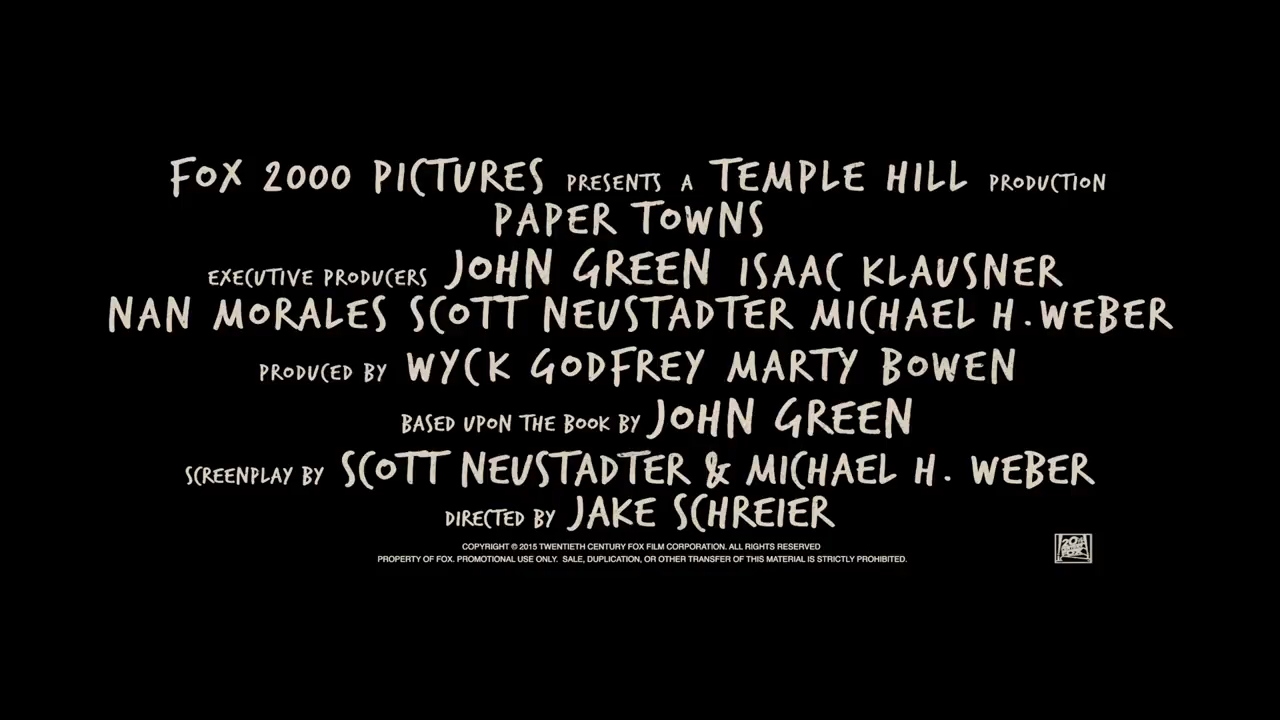 FOX 2000 PICTURES PRESENTS A TEMPLE HILL PRODUCTION
PAPER TOWNS
EXECUTIVE PRODUCERS JOHN GREEN ISAAC KLAUSNER
NAN MORALES SCOTT NEUSTADTER MICHAEL H. WEBER
PRODUCED BY WYCK GODFREY MARTY BOWEN
BASED UPON THE BOOK BY JOHN GREEN
SCREENPLAY BY SCOTT NEUSTADTER & MICHAEL H. WEBER
DIRECTED BY JAKE SCHREIER
COPYRIGHT © 2015 TWENTIETH CENTURY FOX FILM CORPORATION. ALL RIGHTS RESERVED
PROPERTY OF FOX. PROMOTIONAL USE ONLY. SALE, DUPLICATION, OR OTHER TRANSFER OF THIS MATERIAL IS STRICTLY PROHIBITED.